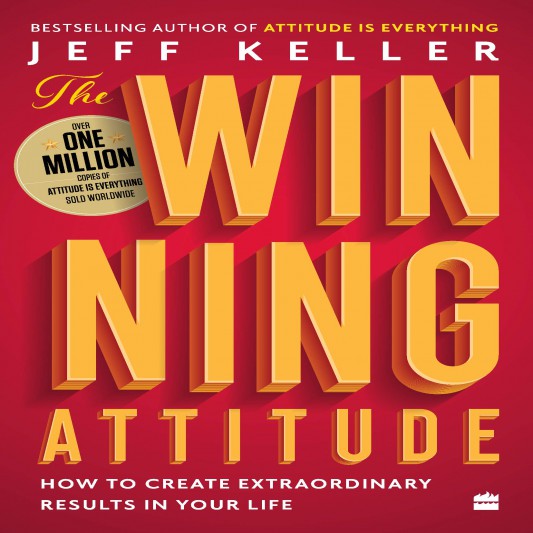 BESTSELLING AUTHOR OF ATTITUDE IS EVERYTHING
JEFF KELLER
The
OVER
ONE
MILLION
COPIES OF
ATTITUDE IS EVERYTHING
SOLD WORLDWIDE
WIN
NING
ATTITUDE
HOW TO CREATE EXTRAORDINARY
RESULTS IN YOUR LIFE